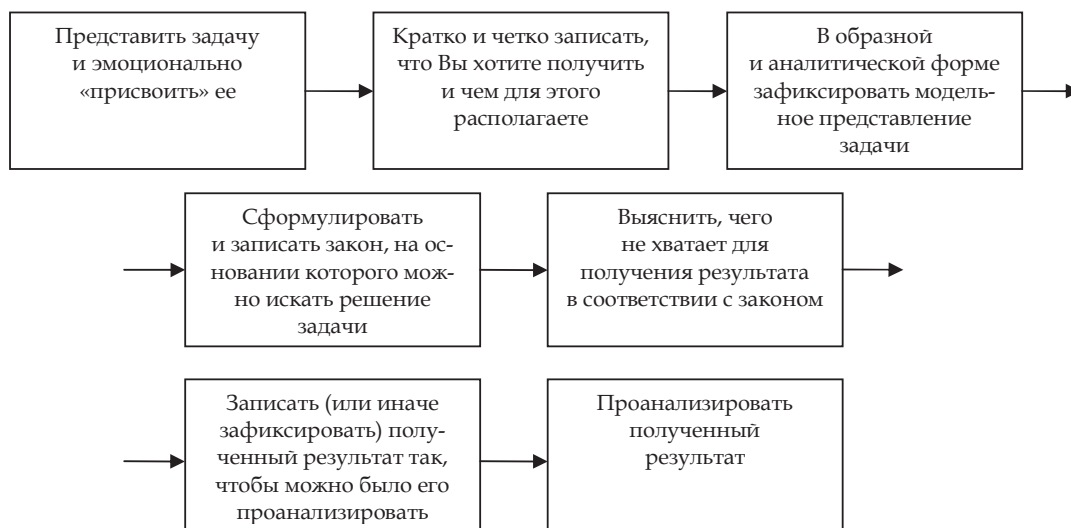 Представить задачу
и эмоционально
«присвоить» ее
Кратко и четко записать,
что Вы хотите получить
и чем для этого
располагаете
В образной
и аналитической форме
зафиксировать модель-
ное представление
задачи
Сформулировать
и записать закон, на ос-
новании которого мож-
но искать решение
задачи
Выяснить, чего
не хватает для
получения результата
в соответствии с законом
Записать (или иначе
зафиксировать) полу-
ченный результат так,
чтобы можно было его
проанализировать
Проанализировать
полученный
результат